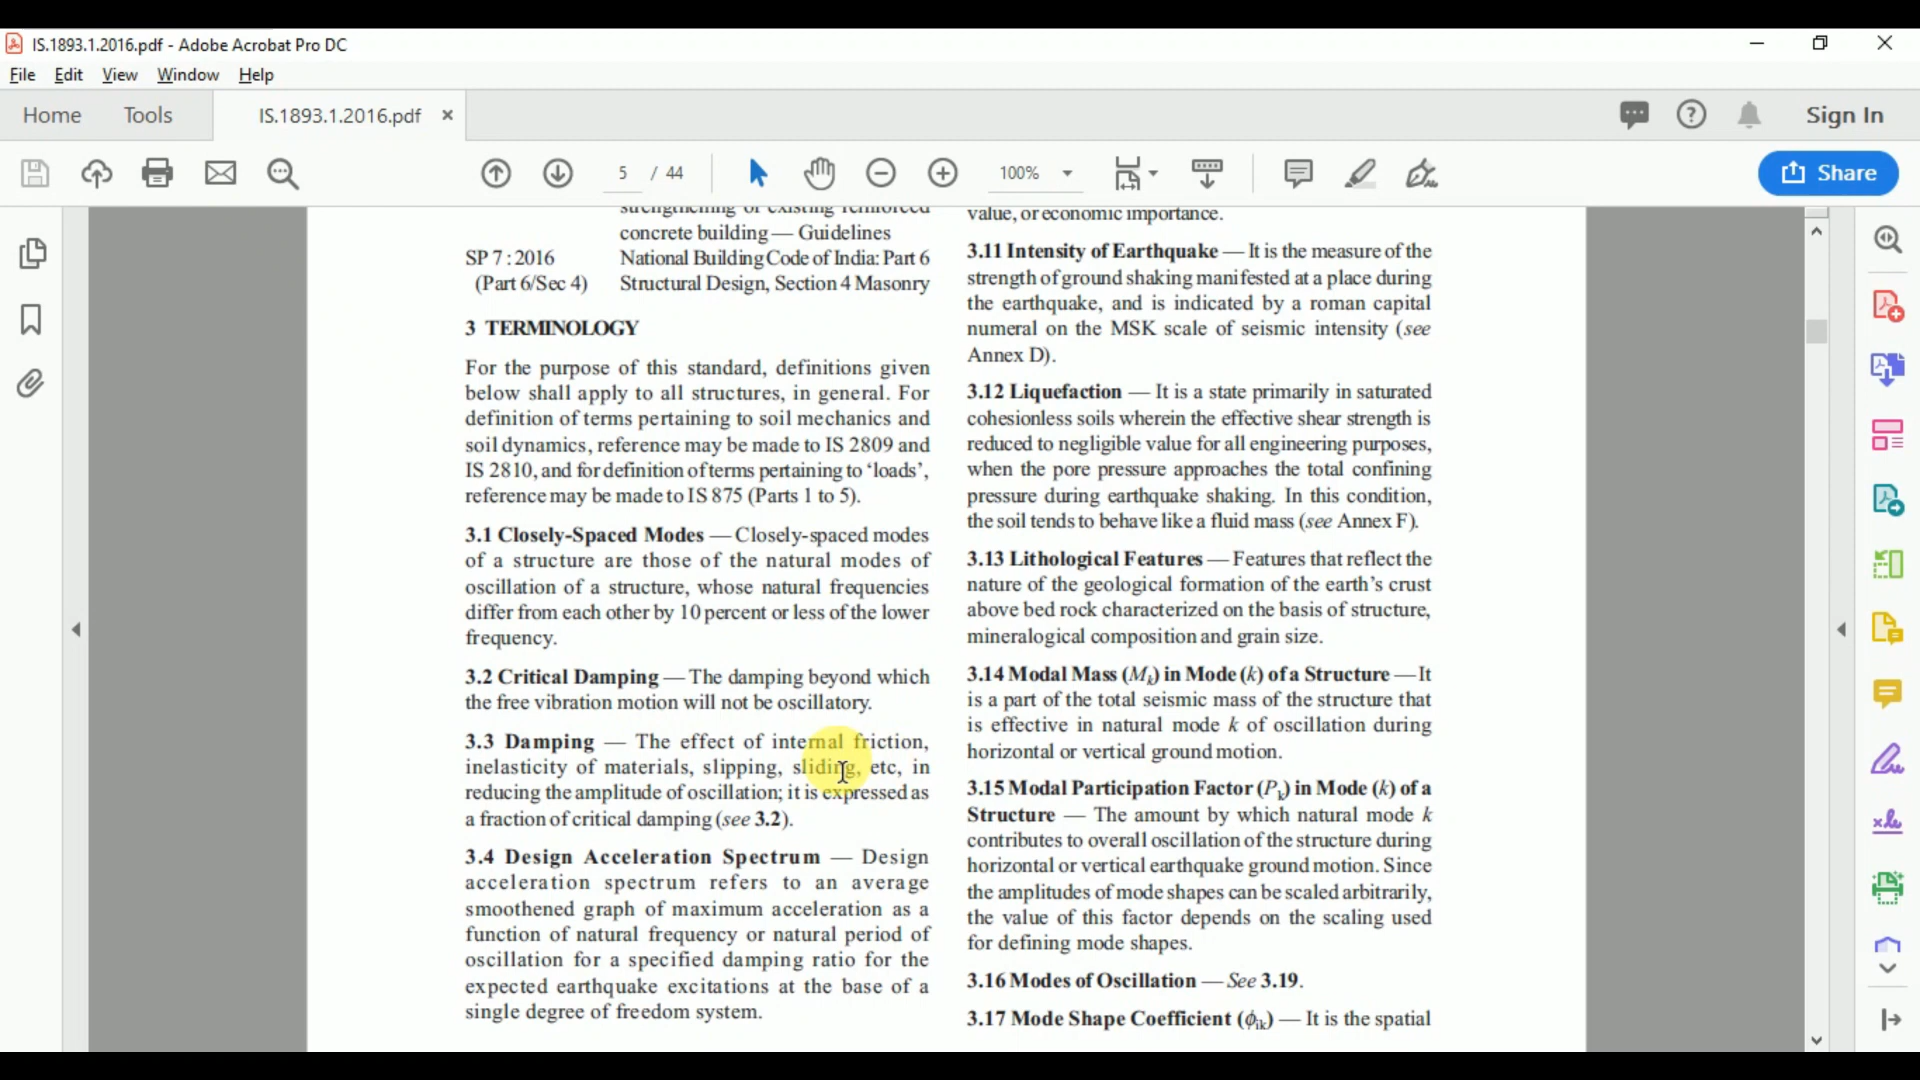 IS.1893.1.2016.pdf - Adobe Acrobat Pro DC
File Edit View Window Help
Home Tools IS.1893.1.2016.pdf × Sign In
5 / 44 100% Share
strengthening of existing reinforced
concrete building — Guidelines
SP 7 : 2016 National Building Code of India: Part 6
(Part 6/Sec 4) Structural Design, Section 4 Masonry
3 TERMINOLOGY
For the purpose of this standard, definitions given
below shall apply to all structures, in general. For
definition of terms pertaining to soil mechanics and
soil dynamics, reference may be made to IS 2809 and
IS 2810, and for definition of terms pertaining to ‘loads’,
reference may be made to IS 875 (Parts 1 to 5).
3.1 Closely-Spaced Modes — Closely-spaced modes
of a structure are those of the natural modes of
oscillation of a structure, whose natural frequencies
differ from each other by 10 percent or less of the lower
frequency.
3.2 Critical Damping — The damping beyond which
the free vibration motion will not be oscillatory.
3.3 Damping — The effect of internal friction,
inelasticity of materials, slipping, sliding, etc, in
reducing the amplitude of oscillation; it is expressed as
a fraction of critical damping (see 3.2).
3.4 Design Acceleration Spectrum — Design
acceleration spectrum refers to an average
smoothened graph of maximum acceleration as a
function of natural frequency or natural period of
oscillation for a specified damping ratio for the
expected earthquake excitations at the base of a
single degree of freedom system.
value, or economic importance.
3.11 Intensity of Earthquake — It is the measure of the
strength of ground shaking manifested at a place during
the earthquake, and is indicated by a roman capital
numeral on the MSK scale of seismic intensity (see
Annex D).
3.12 Liquefaction — It is a state primarily in saturated
cohesionless soils wherein the effective shear strength is
reduced to negligible value for all engineering purposes,
when the pore pressure approaches the total confining
pressure during earthquake shaking. In this condition,
the soil tends to behave like a fluid mass (see Annex F).
3.13 Lithological Features — Features that reflect the
nature of the geological formation of the earth’s crust
above bed rock characterized on the basis of structure,
mineralogical composition and grain size.
3.14 Modal Mass (Mk) in Mode (k) of a Structure — It
is a part of the total seismic mass of the structure that
is effective in natural mode k of oscillation during
horizontal or vertical ground motion.
3.15 Modal Participation Factor (Pk) in Mode (k) of a
Structure — The amount by which natural mode k
contributes to overall oscillation of the structure during
horizontal or vertical earthquake ground motion. Since
the amplitudes of mode shapes can be scaled arbitrarily,
the value of this factor depends on the scaling used
for defining mode shapes.
3.16 Modes of Oscillation — See 3.19.
3.17 Mode Shape Coefficient (ϕik) — It is the spatial